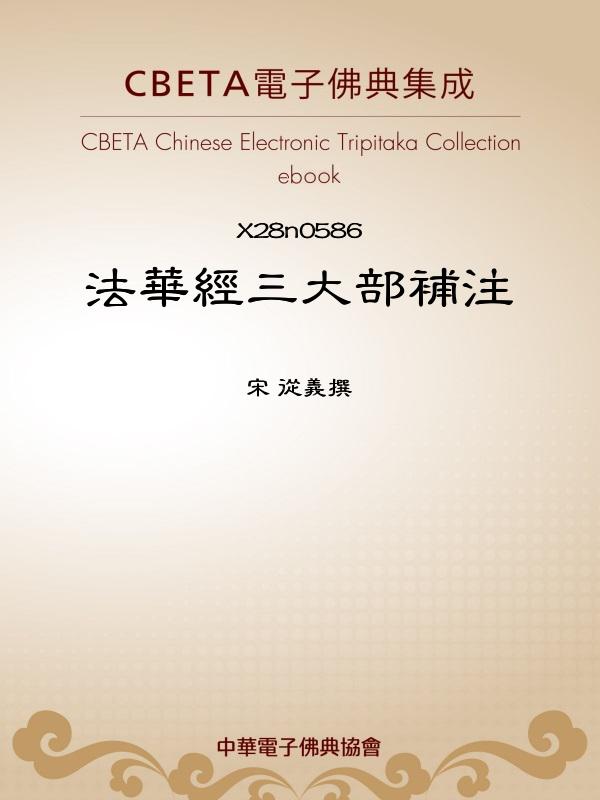 CBETA電子佛典集成
CBETA Chinese Electronic Tripitaka Collection
ebook
X28n0586
法華經三大部補注
宋 從義撰
中華電子佛典協會